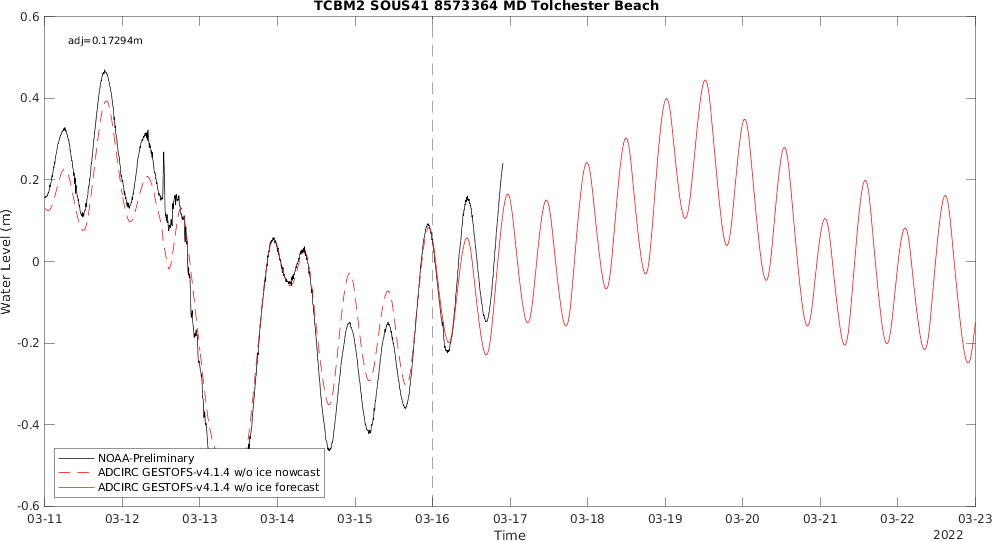 TCBM2 SOUS41 8573364 MD Tolchester Beach
adj=0.17294m
0.6
0.4
0.2
0
-0.2
-0.4
-0.6
Water Level (m)
NOAA-Preliminary
ADCIRC GESTOFS-v4.1.4 w/o ice nowcast
ADCIRC GESTOFS-v4.1.4 w/o ice forecast
03-11 03-12 03-13 03-14 03-15 03-16 03-17 03-18 03-19 03-20 03-21 03-22 03-23
Time
2022